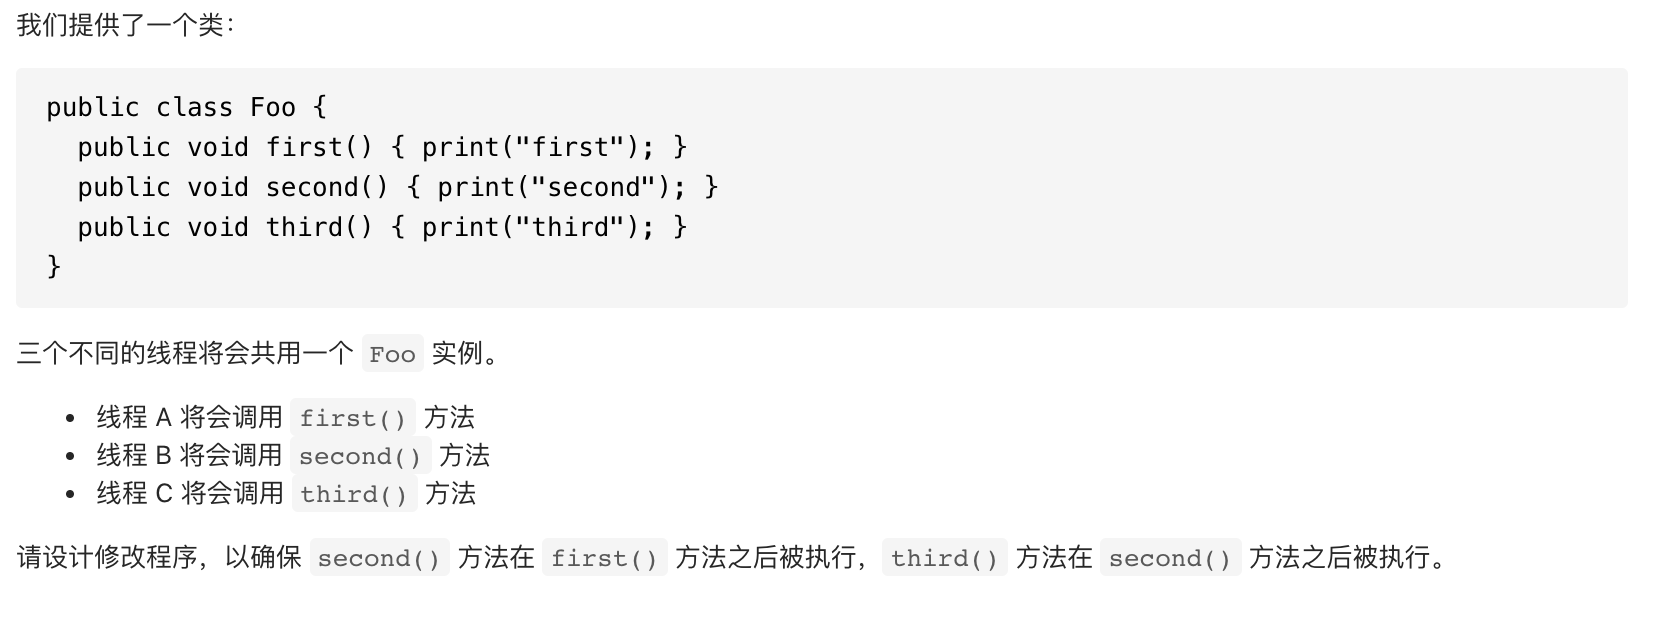 我们提供了一个类：
public class Foo {
  public void first() { print("first"); }
  public void second() { print("second"); }
  public void third() { print("third"); }
}
三个不同的线程将会共用一个 Foo 实例。
• 线程 A 将会调用 first() 方法
• 线程 B 将会调用 second() 方法
• 线程 C 将会调用 third() 方法
请设计修改程序，以确保 second() 方法在 first() 方法之后被执行，third() 方法在 second() 方法之后被执行。